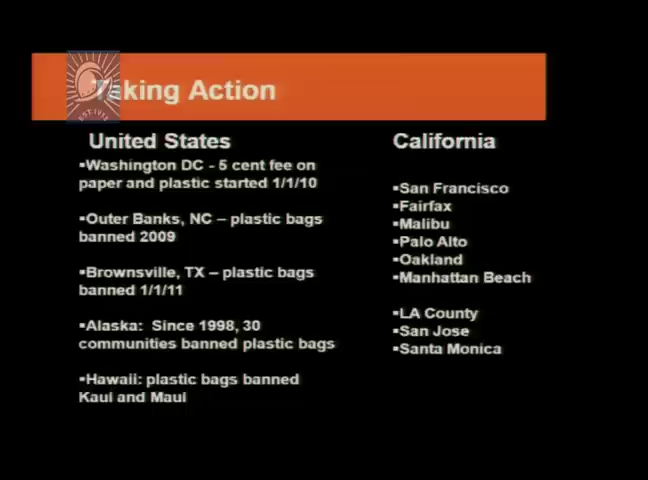 Taking Action
United States
▪Washington DC - 5 cent fee on
paper and plastic started 1/1/10
▪Outer Banks, NC – plastic bags
banned 2009
▪Brownsville, TX – plastic bags
banned 1/1/11
▪Alaska: Since 1998, 30
communities banned plastic bags
▪Hawaii: plastic bags banned
Kaui and Maui
California
▪San Francisco
▪Fairfax
▪Malibu
▪Palo Alto
▪Oakland
▪Manhattan Beach
▪LA County
▪San Jose
▪Santa Monica